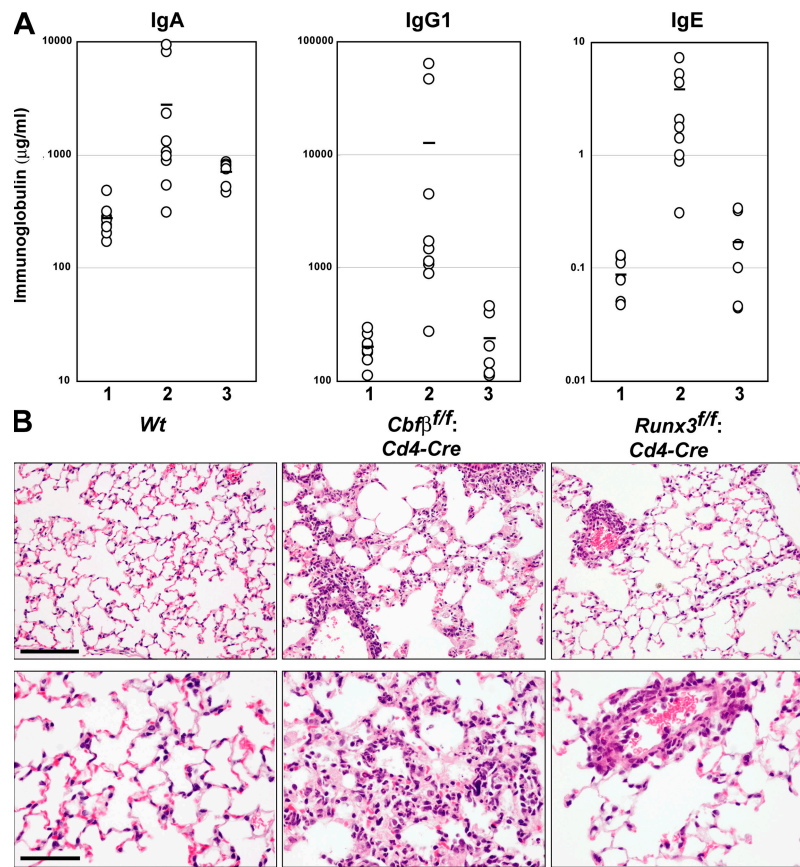 A
IgA
IgG1
IgE
Immunoglobulin (μg/ml)
10000
1000
100
10
1 2 3
100000
10000
1000
100
1 2 3
10
1
0.1
0.01
1 2 3
B
Wt
Cbfβf/f:
Cd4-Cre
Runx3f/f:
Cd4-Cre